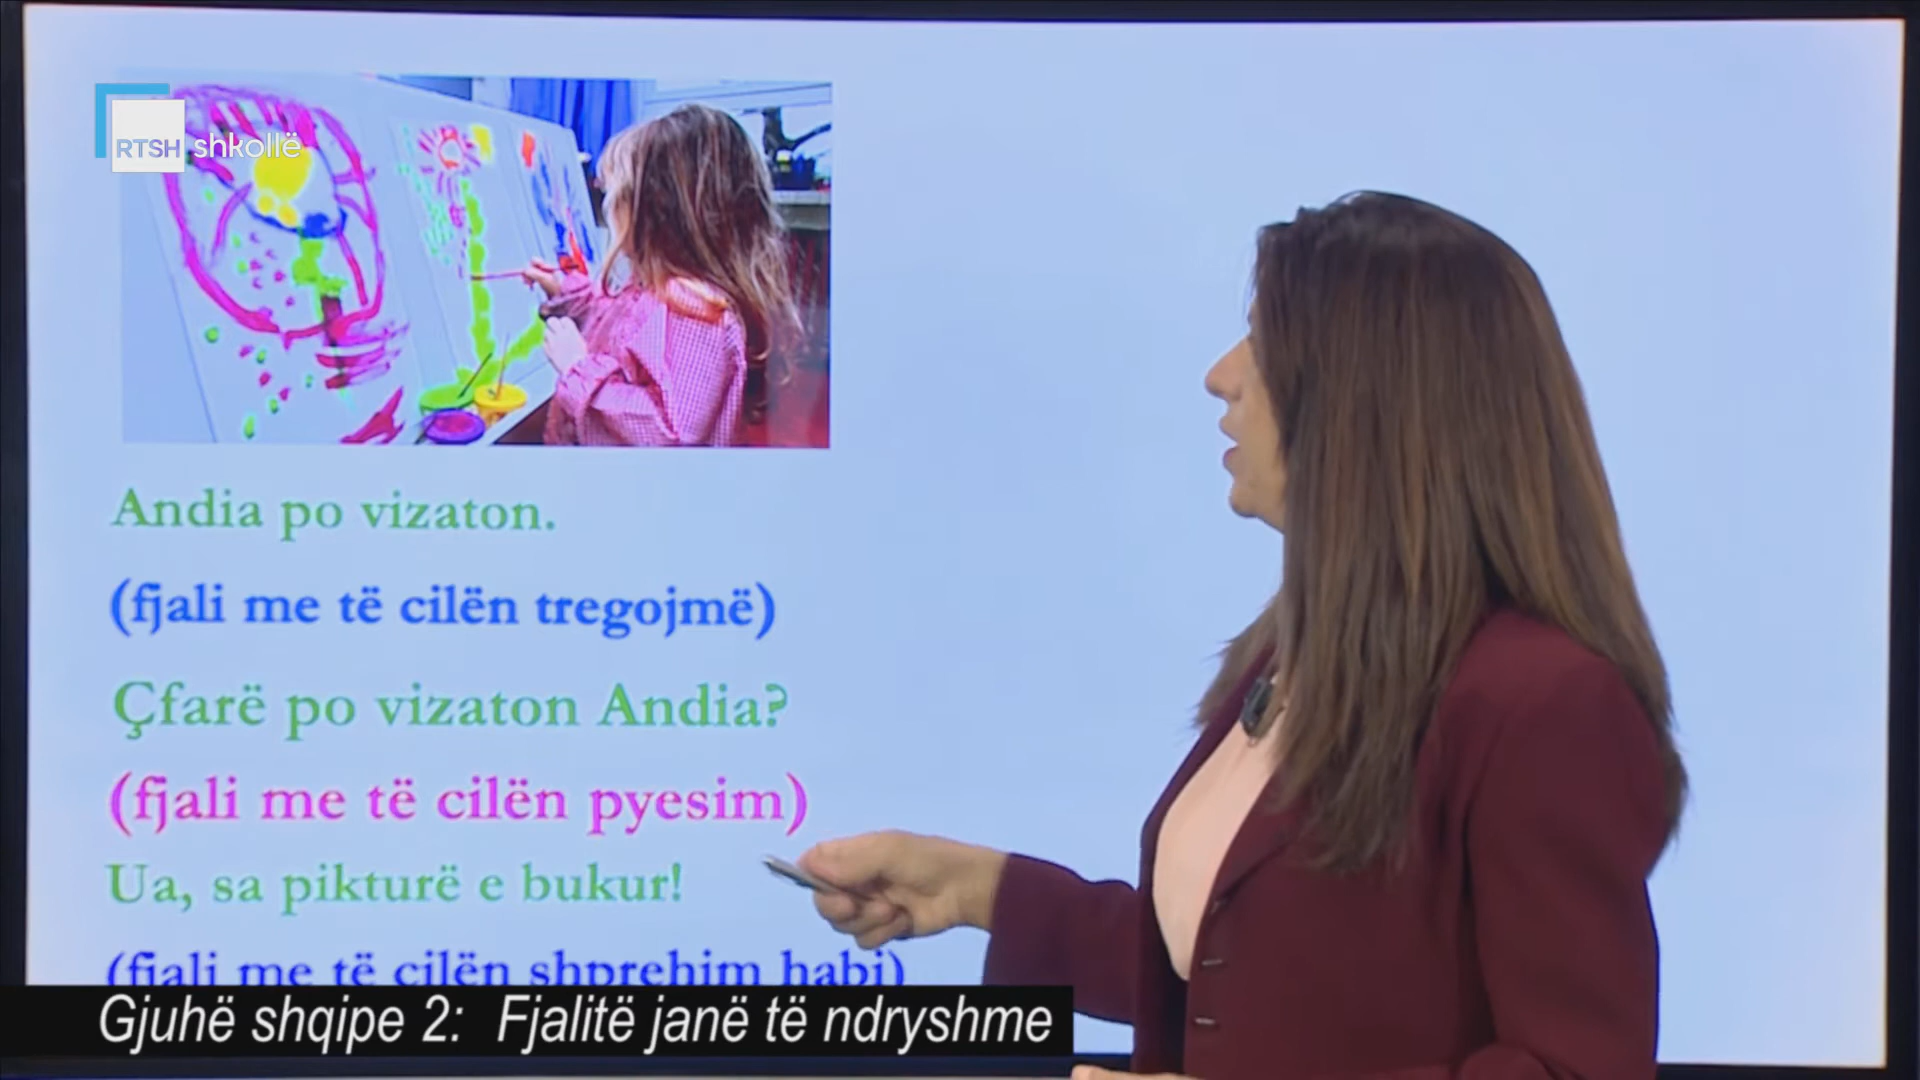 RTSH shkollë
Andia po vizaton.
(fjali me të cilën tregojmë)
Çfarë po vizaton Andia?
(fjali me të cilën pyesim)
Ua, sa pikturë e bukur!
(fjali me të cilën shprehim habi)
Gjuhë shqipe 2: Fjalitë janë të ndryshme